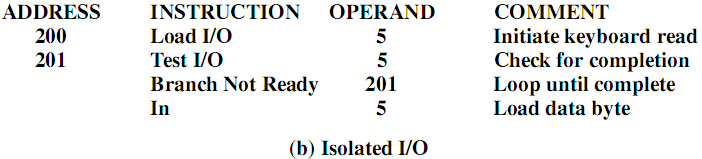 ADDRESS INSTRUCTION OPERAND COMMENT
200 Load I/O 5 Initiate keyboard read
201 Test I/O 5 Check for completion
Branch Not Ready 201 Loop until complete
In 5 Load data byte
(b) Isolated I/O